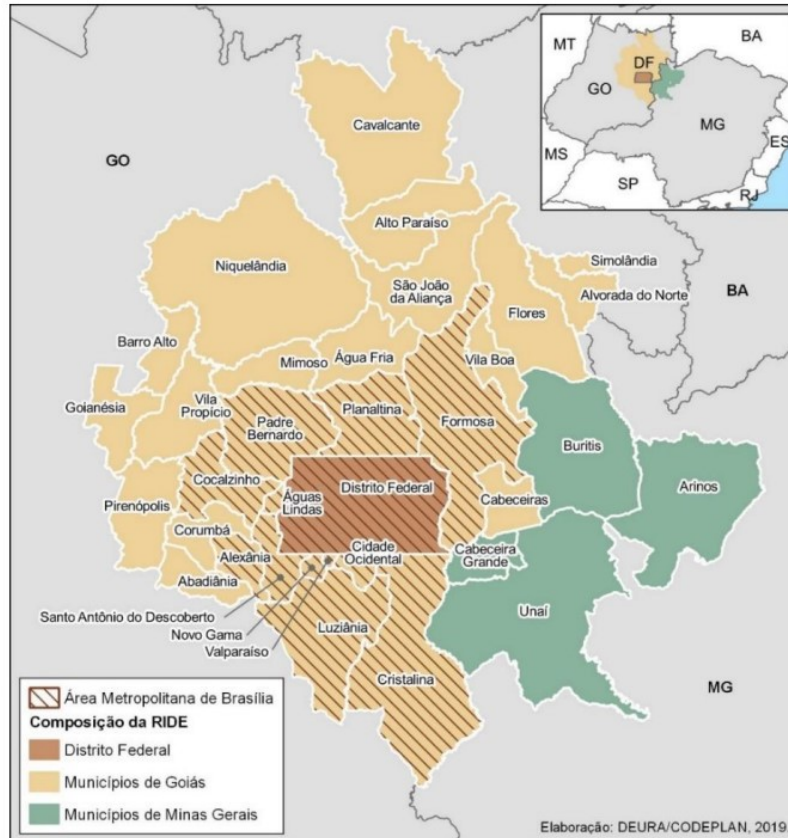 MT
BA
DF
GO
MG
ES
MS
SP
RJ
GO
Cavalcante
Alto Paraíso
Niquelândia
São João
da Aliança
Simolândia
Alvorada do Norte
BA
Flores
Barro Alto
Mimoso
Água Fria
Vila Boa
Goianésia
Vila
Propício
Padre
Bernardo
Planaltina
Formosa
Buritis
Cocalzinho
Águas
Lindas
Distrito Federal
Cabeceiras
Arinos
Pirenópolis
Corumbá
Alexânia
Cidade
Ocidental
Cabeceira
Grande
Abadiânia
Santo Antônio do Descoberto
Novo Gama
Valparaíso
Luziânia
Unaí
Cristalina
MG
Área Metropolitana de Brasília
Composição da RIDE
Distrito Federal
Municípios de Goiás
Municípios de Minas Gerais
Elaboração: DEURA/CODEPLAN, 2019